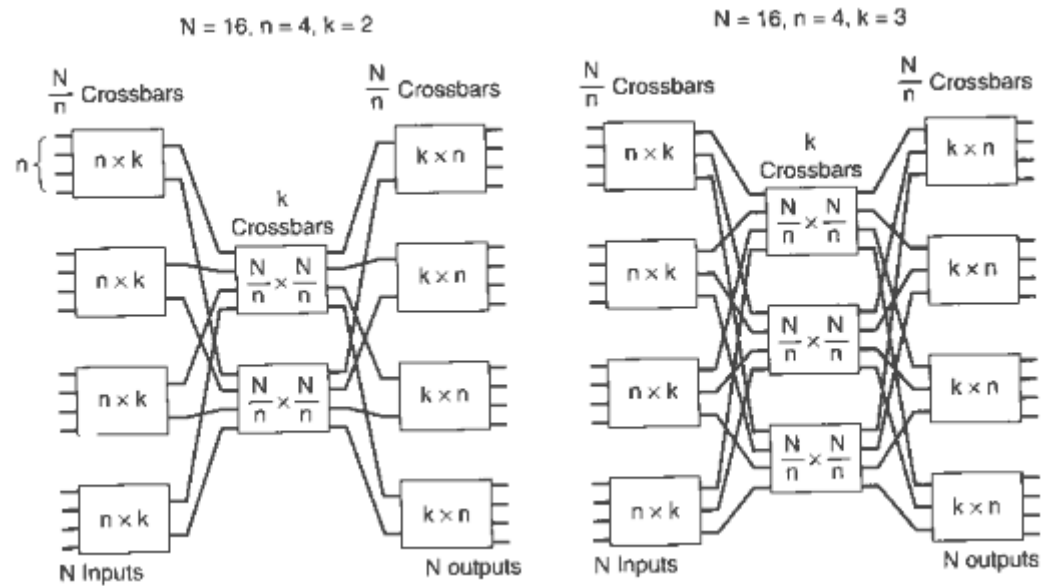 N = 16, n = 4, k = 2
N/n Crossbars
N/n Crossbars
n
n × k
k × n
k
Crossbars
N/n × N/n
n × k
k × n
N/n × N/n
n × k
k × n
n × k
k × n
N Inputs
N outputs
N = 16, n = 4, k = 3
N/n Crossbars
N/n Crossbars
n × k
k × n
k
Crossbars
N/n × N/n
n × k
k × n
N/n × N/n
n × k
k × n
N/n × N/n
n × k
k × n
N Inputs
N outputs